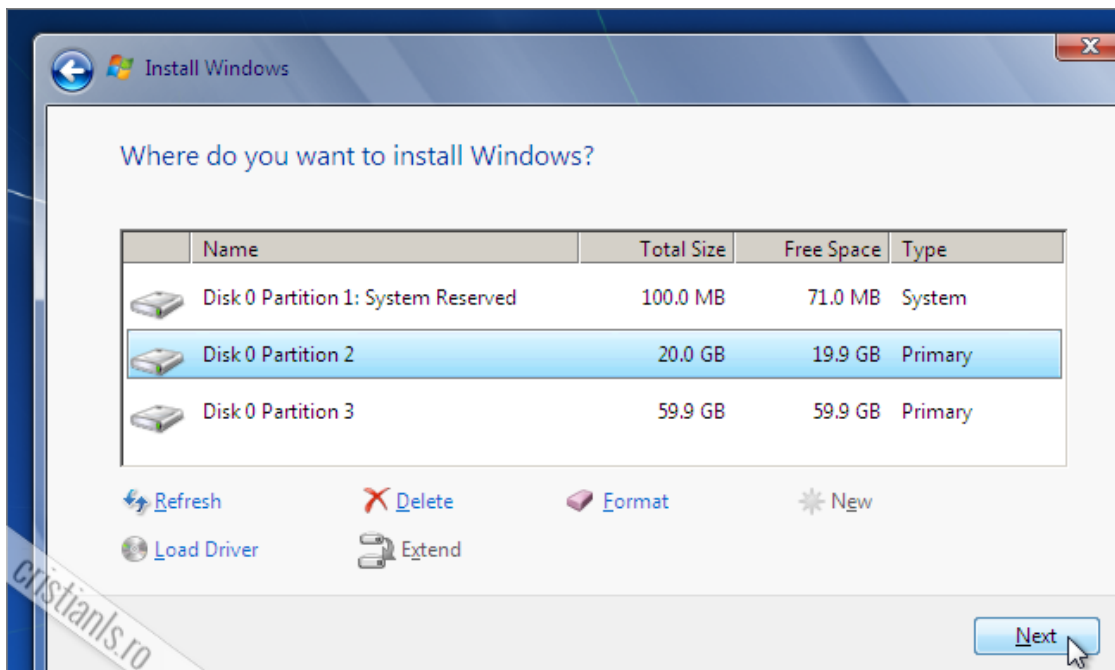 Install Windows
Where do you want to install Windows?
Name Total Size Free Space Type
Disk 0 Partition 1: System Reserved 100.0 MB 71.0 MB System
Disk 0 Partition 2 20.0 GB 19.9 GB Primary
Disk 0 Partition 3 59.9 GB 59.9 GB Primary
Refresh Delete Format New
Load Driver Extend
cristianls.ro
Next